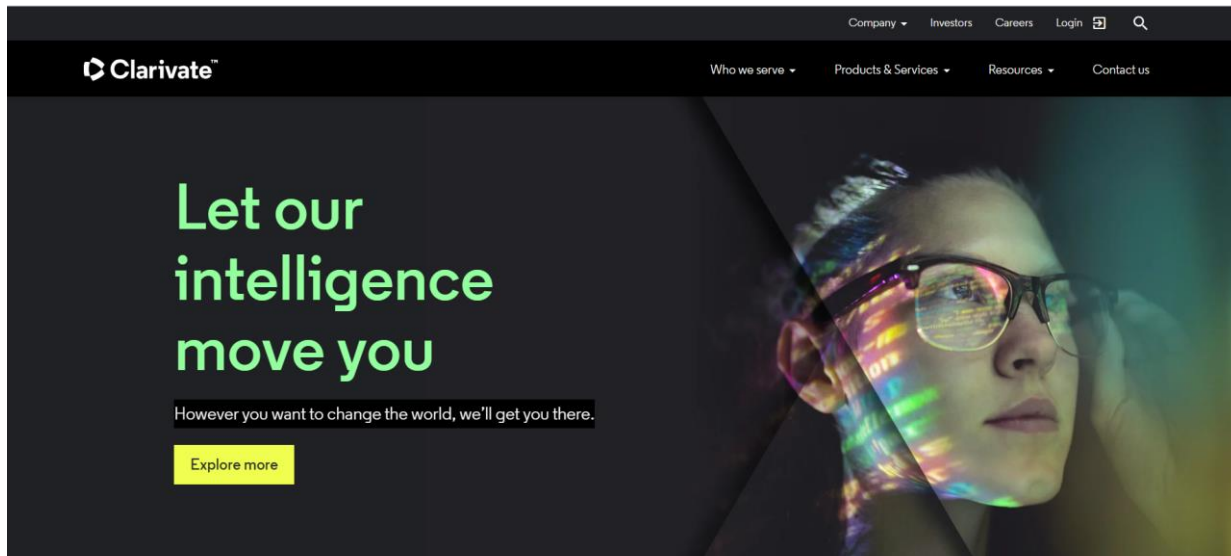 Company Investors Careers Login
Clarivate™ Who we serve Products & Services Resources Contact us
Let our
intelligence
move you
However you want to change the world, we'll get you there.
Explore more